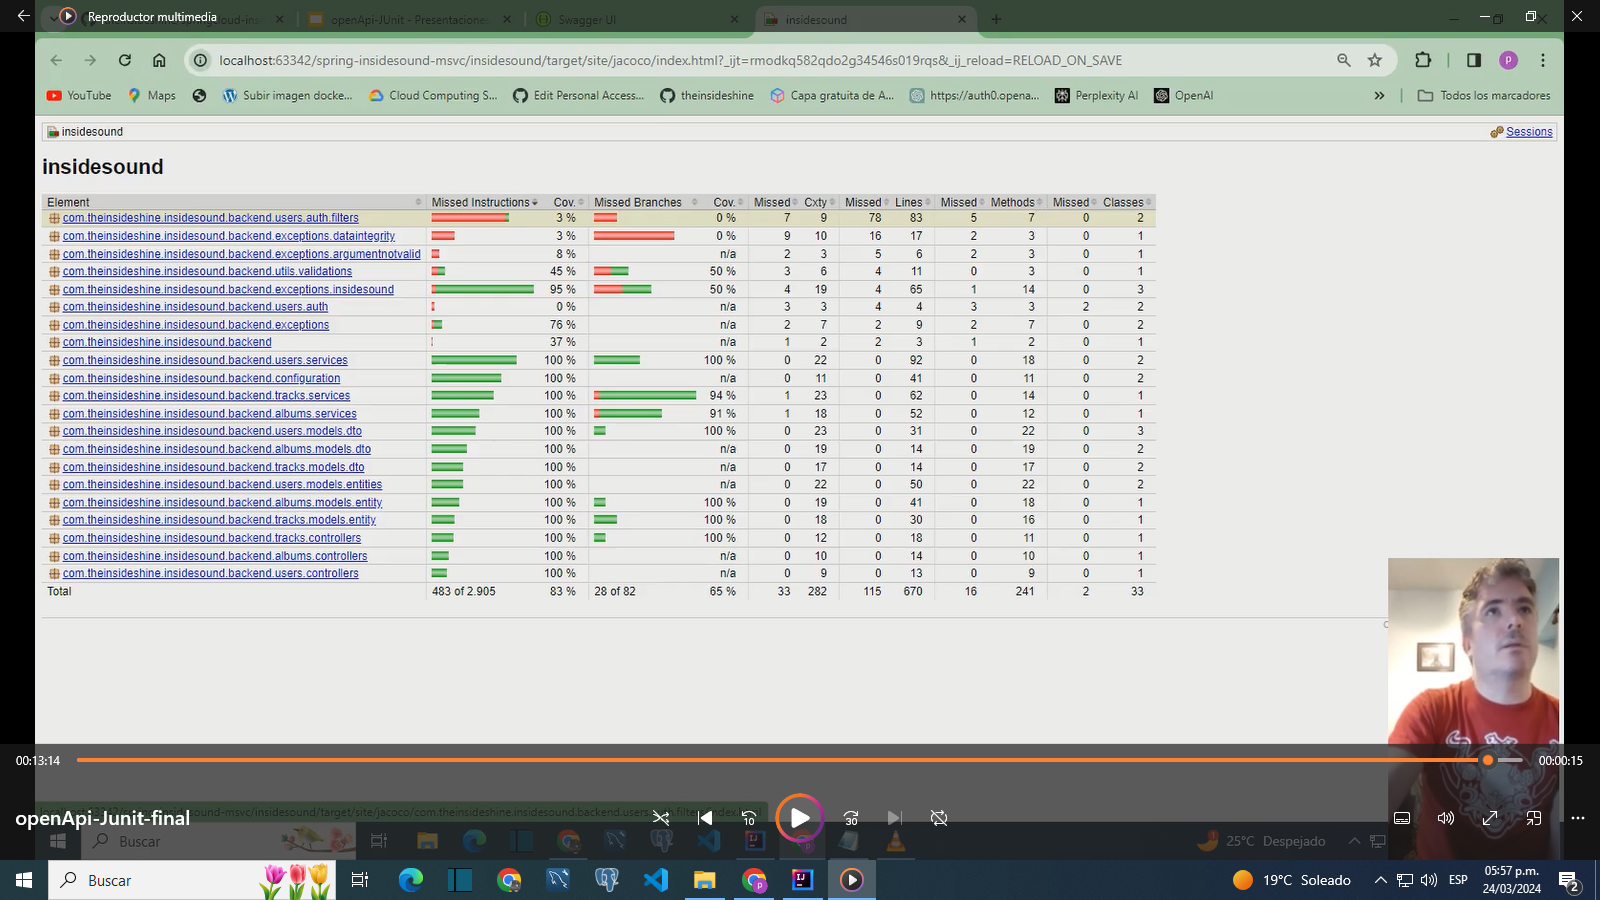 Reproductor multimedia
openApi-JUnit - Presentaciones
Swagger UI
insidesound
localhost:63342/spring-insidesound-msvc/insidesound/target/site/jacoco/index.html?_ijt=rmodkq582qdo2g34546s019rqs&_ij_reload=RELOAD_ON_SAVE
P
YouTube Maps Subir imagen docke... Cloud Computing S... Edit Personal Access... theinsideshine Capa gratuita de A... https://auth0.opena... Perplexity AI OpenAI » Todos los marcadores
insidesound Sessions
insidesound
Element Missed Instructions Cov. Missed Branches Cov. Missed Cxty Missed Lines Missed Methods Missed Classes
com.theinsideshine.insidesound.backend.users.auth.filters 3 % 0 % 7 9 78 83 5 7 0 2
com.theinsideshine.insidesound.backend.exceptions.dataintegrity 3 % 0 % 9 10 16 17 2 3 0 1
com.theinsideshine.insidesound.backend.exceptions.argumentnotvalid 8 % n/a 2 3 5 6 2 3 0 1
com.theinsideshine.insidesound.backend.utils.validations 45 % 50 % 3 6 4 11 0 3 0 1
com.theinsideshine.insidesound.backend.exceptions.insidesound 95 % 50 % 4 19 4 65 1 14 0 3
com.theinsideshine.insidesound.backend.users.auth 0 % n/a 3 3 4 4 3 3 2 2
com.theinsideshine.insidesound.backend.exceptions 76 % n/a 2 7 2 9 2 7 0 2
com.theinsideshine.insidesound.backend 37 % n/a 1 2 2 3 1 2 0 1
com.theinsideshine.insidesound.backend.users.services 100 % 100 % 0 22 0 92 0 18 0 2
com.theinsideshine.insidesound.backend.configuration 100 % n/a 0 11 0 41 0 11 0 2
com.theinsideshine.insidesound.backend.tracks.services 100 % 94 % 1 23 0 62 0 14 0 1
com.theinsideshine.insidesound.backend.albums.services 100 % 91 % 1 18 0 52 0 12 0 1
com.theinsideshine.insidesound.backend.users.models.dto 100 % 100 % 0 23 0 31 0 22 0 3
com.theinsideshine.insidesound.backend.albums.models.dto 100 % n/a 0 19 0 14 0 19 0 2
com.theinsideshine.insidesound.backend.tracks.models.dto 100 % n/a 0 17 0 14 0 17 0 2
com.theinsideshine.insidesound.backend.users.models.entities 100 % n/a 0 22 0 50 0 22 0 2
com.theinsideshine.insidesound.backend.albums.models.entity 100 % 100 % 0 19 0 41 0 18 0 1
com.theinsideshine.insidesound.backend.tracks.models.entity 100 % 100 % 0 18 0 30 0 16 0 1
com.theinsideshine.insidesound.backend.tracks.controllers 100 % 100 % 0 12 0 18 0 11 0 1
com.theinsideshine.insidesound.backend.albums.controllers 100 % n/a 0 10 0 14 0 10 0 1
com.theinsideshine.insidesound.backend.users.controllers 100 % n/a 0 9 0 13 0 9 0 1
Total 483 of 2.905 83 % 28 of 82 65 % 33 282 115 670 16 241 2 33
00:13:14 00:00:15
openApi-Junit-final 10 30
Buscar 25°C Despejado
Buscar 19°C Soleado ESP 05:57 p.m.
24/03/2024 2